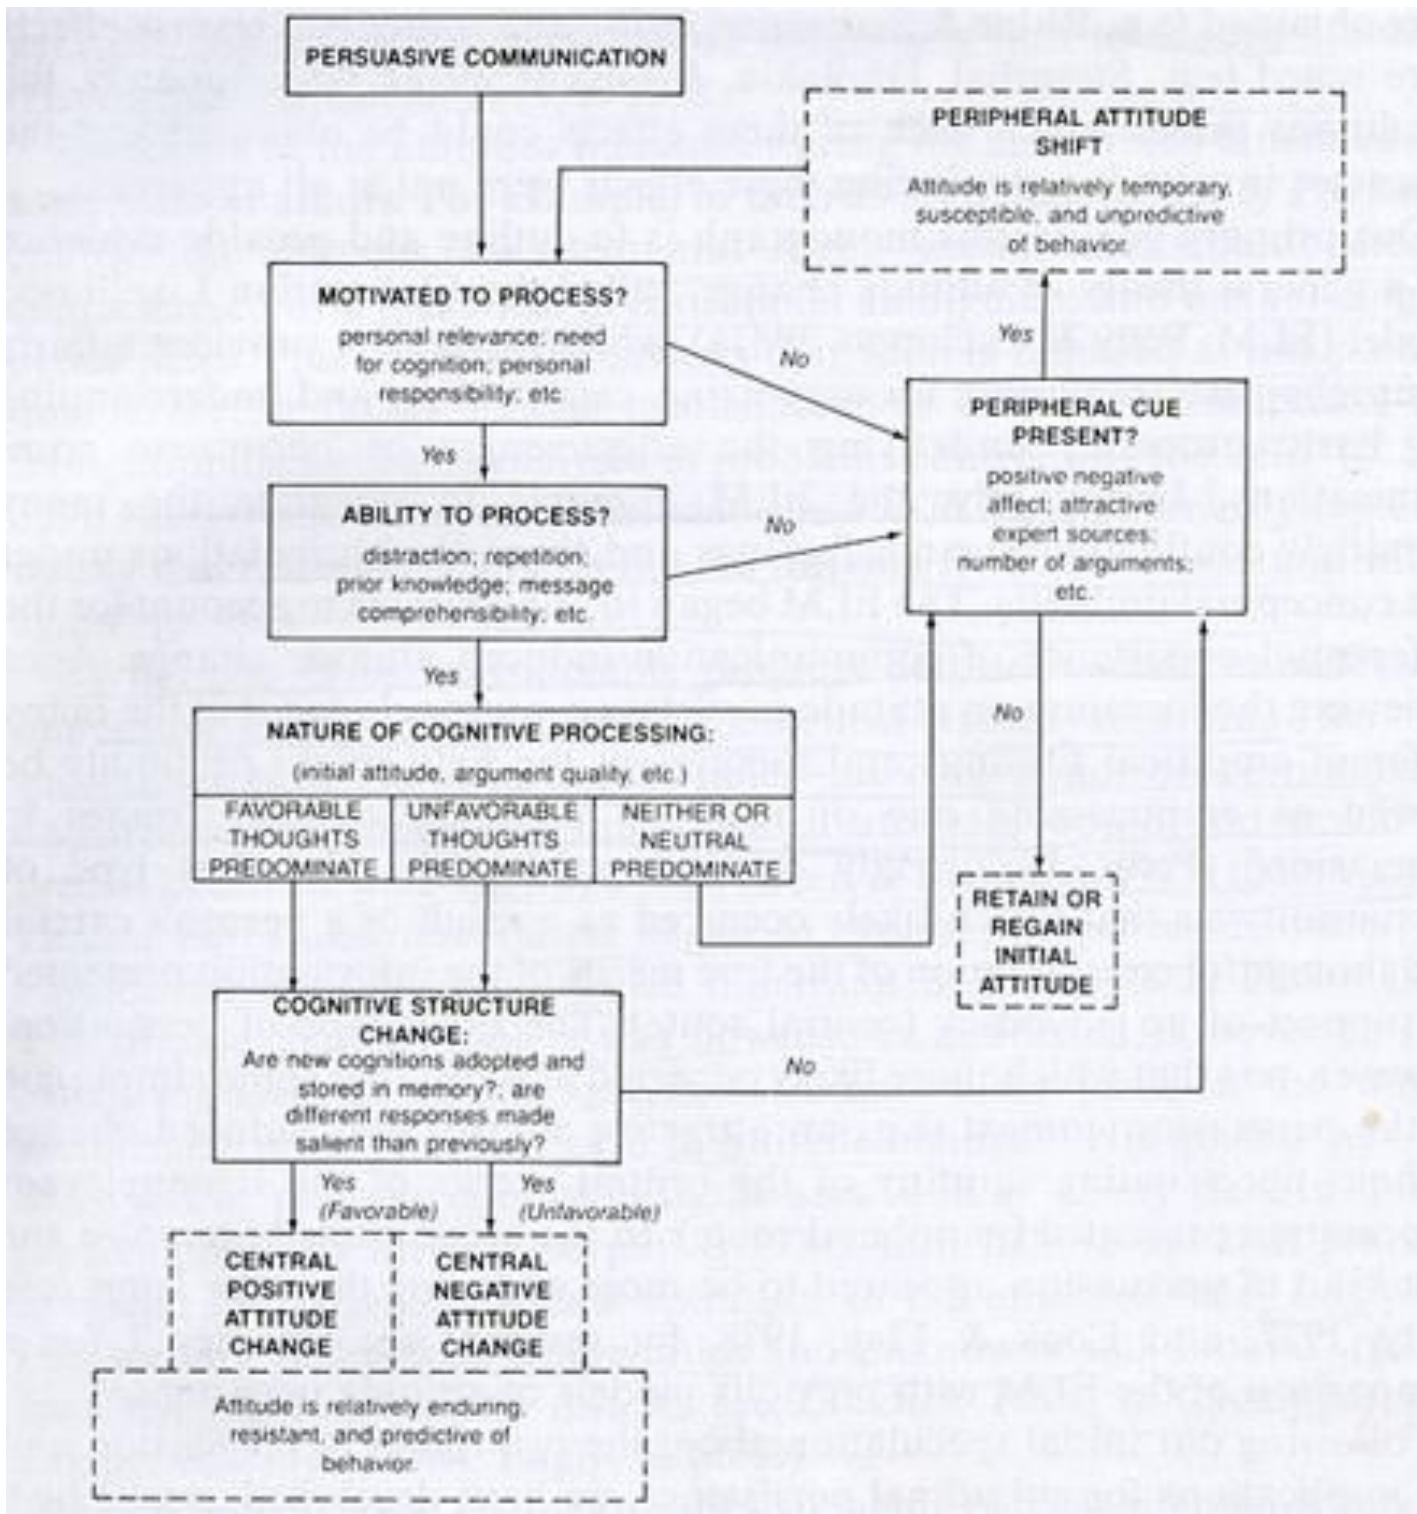 PERSUASIVE COMMUNICATION
PERIPHERAL ATTITUDE
SHIFT
Attitude is relatively temporary,
susceptible, and unpredictive
of behavior.
MOTIVATED TO PROCESS?
personal relevance; need
for cognition; personal
responsibility; etc
No
Yes
PERIPHERAL CUE
PRESENT?
positive negative
affect; attractive
expert sources;
number of arguments;
etc.
Yes
ABILITY TO PROCESS?
distraction; repetition;
prior knowledge; message
comprehensibility; etc.
No
Yes
No
NATURE OF COGNITIVE PROCESSING:
(initial attitude, argument quality, etc.)
FAVORABLE
THOUGHTS
PREDOMINATE
UNFAVORABLE
THOUGHTS
PREDOMINATE
NEITHER OR
NEUTRAL
PREDOMINATE
RETAIN OR
REGAIN
INITIAL
ATTITUDE
COGNITIVE STRUCTURE
CHANGE:
Are new cognitions adopted and
stored in memory?; are
different responses made
salient than previously?
No
Yes
(Favorable)
Yes
(Unfavorable)
CENTRAL
POSITIVE
ATTITUDE
CHANGE
CENTRAL
NEGATIVE
ATTITUDE
CHANGE
Attitude is relatively enduring,
resistant, and predictive of
behavior.